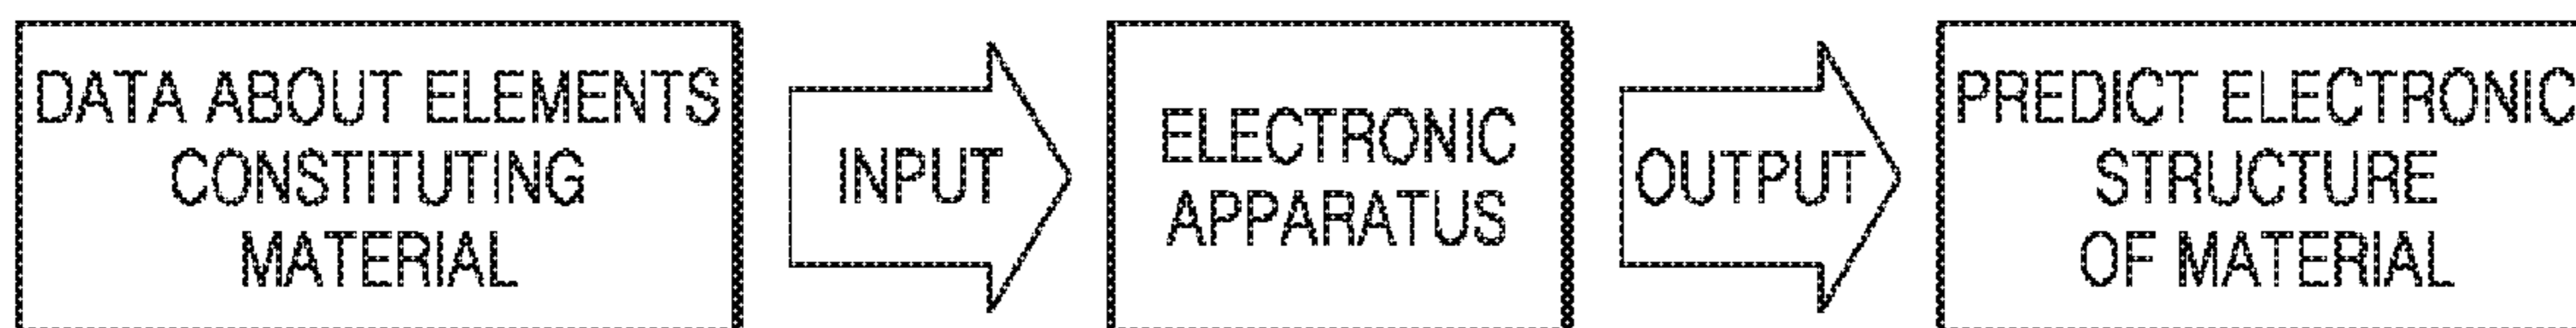 DATA ABOUT ELEMENTS
CONSTITUTING
MATERIAL
INPUT
ELECTRONIC
APPARATUS
OUTPUT
PREDICT ELECTRONIC
STRUCTURE
OF MATERIAL